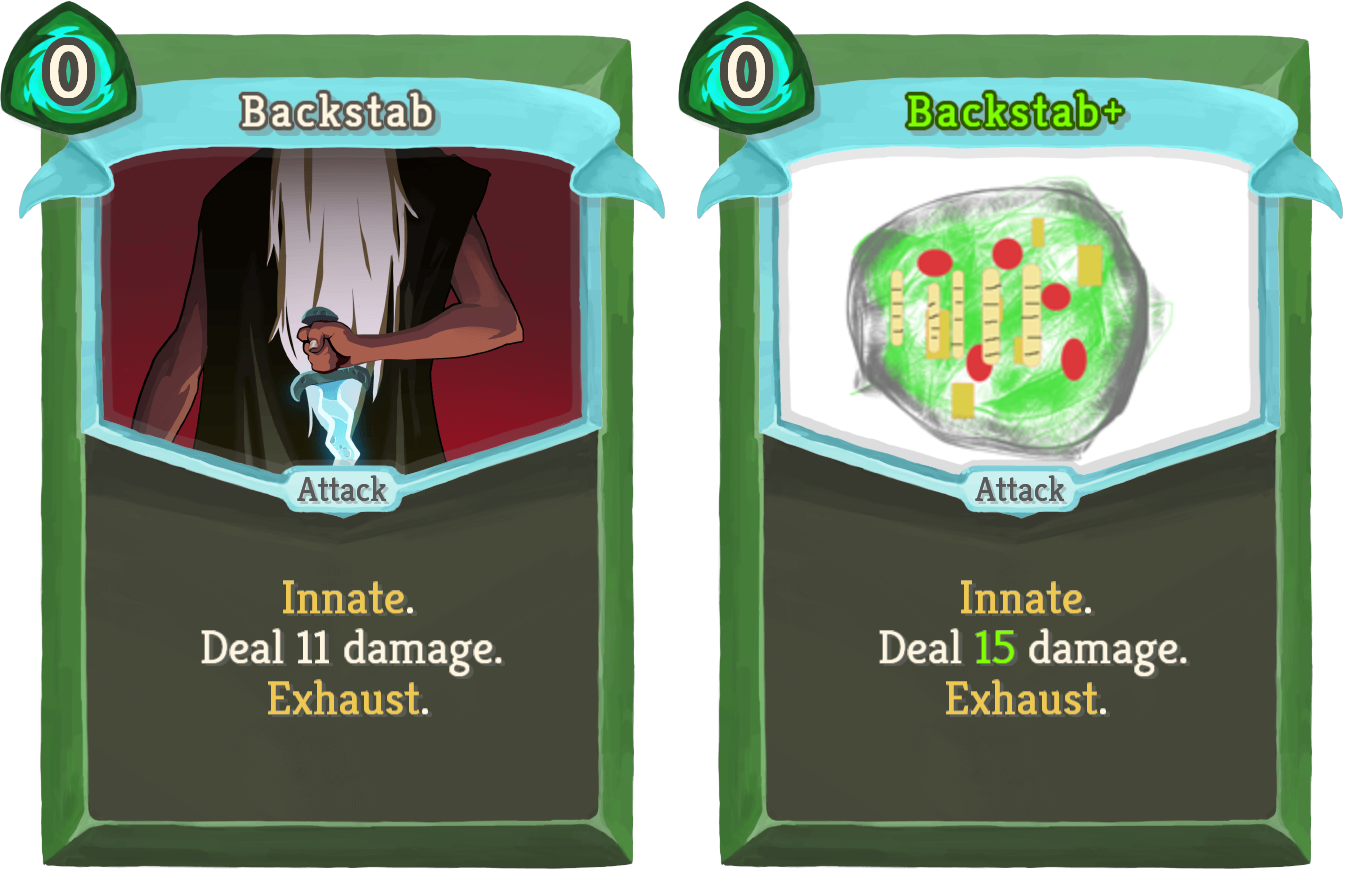 0
Backstab
Attack
Innate.
Deal 11 damage.
Exhaust.
0
Backstab+
Attack
Innate.
Deal 15 damage.
Exhaust.